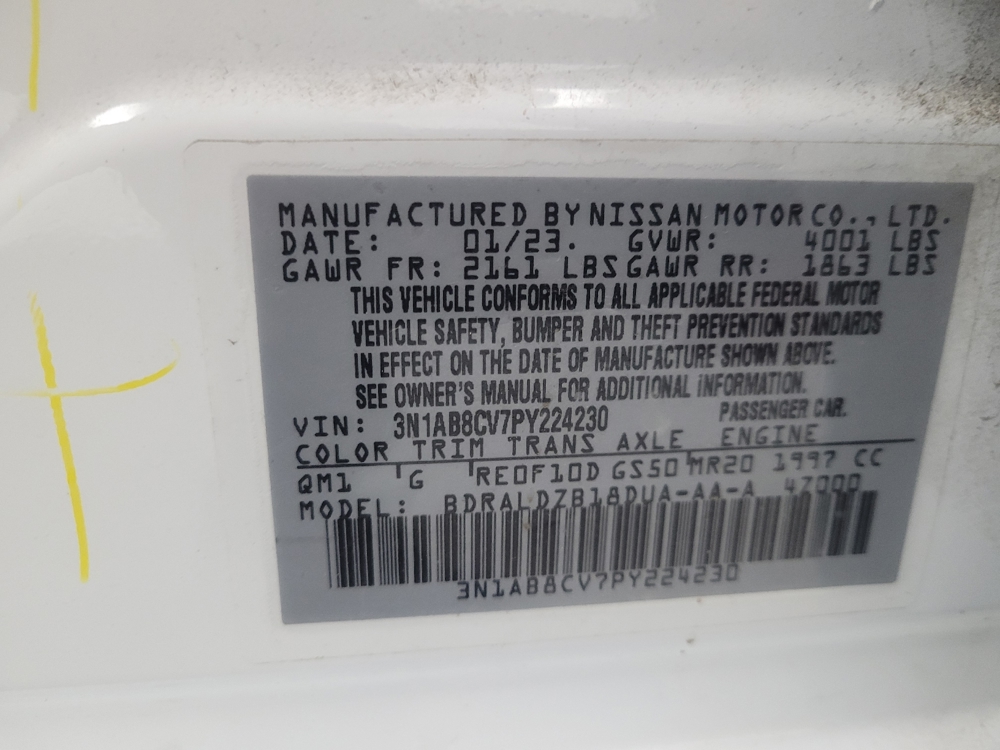 MANUFACTURED BY NISSAN MOTOR CO., LTD.
DATE: 01/23. GVWR: 4001 LBS
GAWR FR: 2161 LBS GAWR RR: 1863 LBS
THIS VEHICLE CONFORMS TO ALL APPLICABLE FEDERAL MOTOR
VEHICLE SAFETY, BUMPER AND THEFT PREVENTION STANDARDS
IN EFFECT ON THE DATE OF MANUFACTURE SHOWN ABOVE.
SEE OWNER'S MANUAL FOR ADDITIONAL INFORMATION.
VIN: 3N1AB8CV7PY224230 PASSENGER CAR.
COLOR TRIM TRANS AXLE ENGINE
QM1 G RE0F10D GS50 MR20 1997 CC
MODEL: BDRALDZB18DUA-AA-A 47000
3N1AB8CV7PY224230